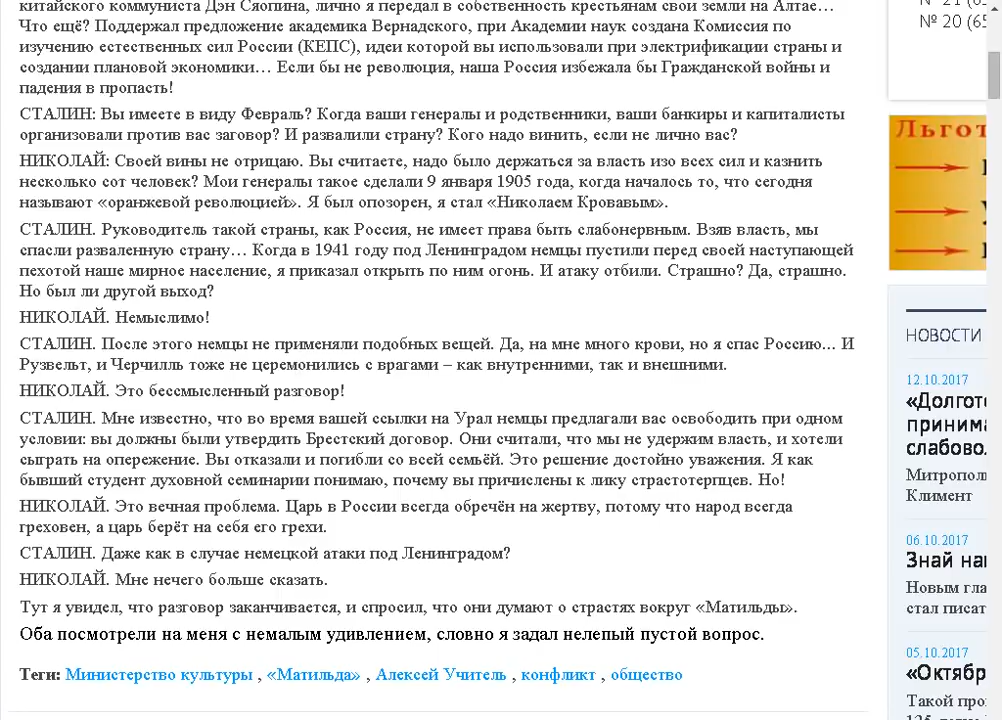 китайского коммуниста Дэн Сяопина, лично я передал в собственность крестьянам свои земли на Алтае…
Что ещё? Поддержал предложение академика Вернадского, при Академии наук создана Комиссия по
изучению естественных сил России (КЕПС), идеи которой вы использовали при электрификации страны и
создании плановой экономики… Если бы не революция, наша Россия избежала бы Гражданской войны и
падения в пропасть!
СТАЛИН: Вы имеете в виду Февраль? Когда ваши генералы и родственники, ваши банкиры и капиталисты
организовали против вас заговор? И развалили страну? Кого надо винить, если не лично вас?
НИКОЛАЙ: Своей вины не отрицаю. Вы считаете, надо было держаться за власть изо всех сил и казнить
несколько сот человек? Мои генералы такое сделали 9 января 1905 года, когда началось то, что сегодня
называют «оранжевой революцией». Я был опозорен, я стал «Николаем Кровавым».
СТАЛИН. Руководитель такой страны, как Россия, не имеет права быть слабонервным. Взяв власть, мы
спасли разваленную страну… Когда в 1941 году под Ленинградом немцы пустили перед своей наступающей
пехотой наше мирное население, я приказал открыть по ним огонь. И атаку отбили. Страшно? Да, страшно.
Но был ли другой выход?
НИКОЛАЙ. Немыслимо!
СТАЛИН. После этого немцы не применяли подобных вещей. Да, на мне много крови, но я спас Россию... И
Рузвельт, и Черчилль тоже не церемонились с врагами – как внутренними, так и внешними.
НИКОЛАЙ. Это бессмысленный разговор!
СТАЛИН. Мне известно, что во время вашей ссылки на Урал немцы предлагали вас освободить при одном
условии: вы должны были утвердить Брестский договор. Они считали, что мы не удержим власть, и хотели
сыграть на опережение. Вы отказали и погибли со всей семьёй. Это решение достойно уважения. Я как
бывший студент духовной семинарии понимаю, почему вы причислены к лику страстотерпцев. Но!
НИКОЛАЙ. Это вечная проблема. Царь в России всегда обречён на жертву, потому что народ всегда
греховен, а царь берёт на себя его грехи.
СТАЛИН. Даже как в случае немецкой атаки под Ленинградом?
НИКОЛАЙ. Мне нечего больше сказать.
Тут я увидел, что разговор заканчивается, и спросил, что они думают о страстях вокруг «Матильды».
Оба посмотрели на меня с немалым удивлением, словно я задал нелепый пустой вопрос.
Теги: Министерство культуры , «Матильда» , Алексей Учитель , конфликт , общество
№ 21 (65
№ 20 (65
Льгот
НОВОСТИ
12.10.2017
«Долгот
принима
слабовол
Митропол
Климент
06.10.2017
Знай наш
Новым гла
стал писат
05.10.2017
«Октябр
Такой про